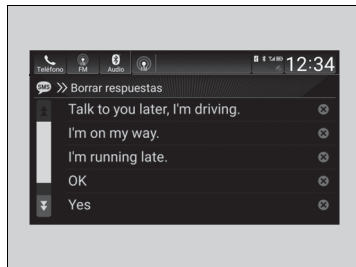 Teléfono
FM
Audio
12:34
SMS
Borrar respuestas
Talk to you later, I'm driving.
I'm on my way.
I'm running late.
OK
Yes